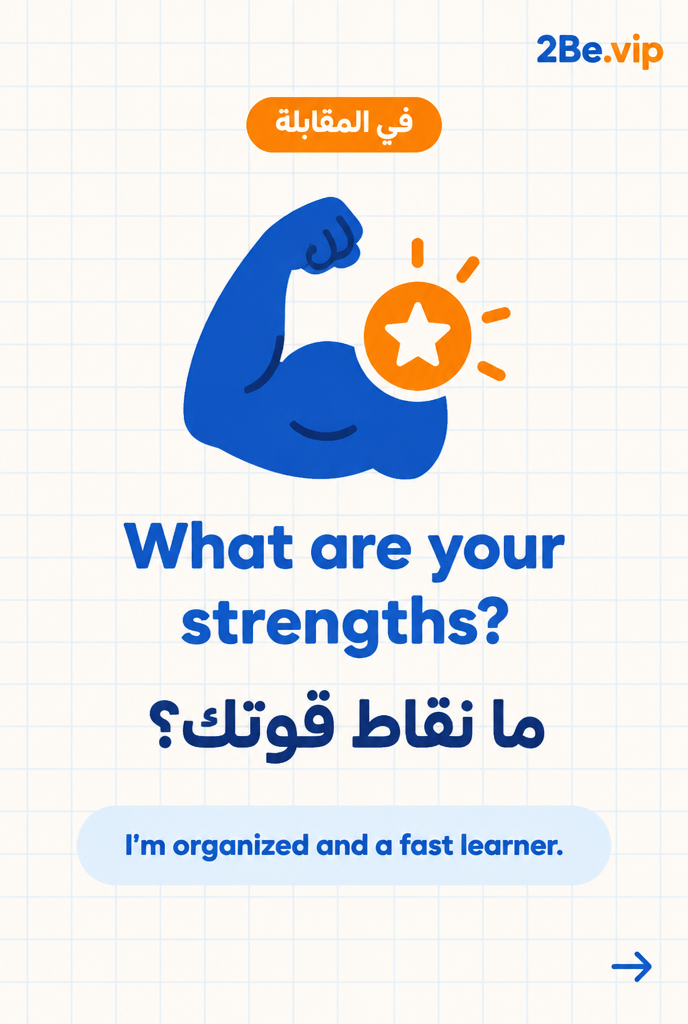 2Be.vip
في المقابلة
What are your
strengths?
ما نقاط قوتك؟
I'm organized and a fast learner.